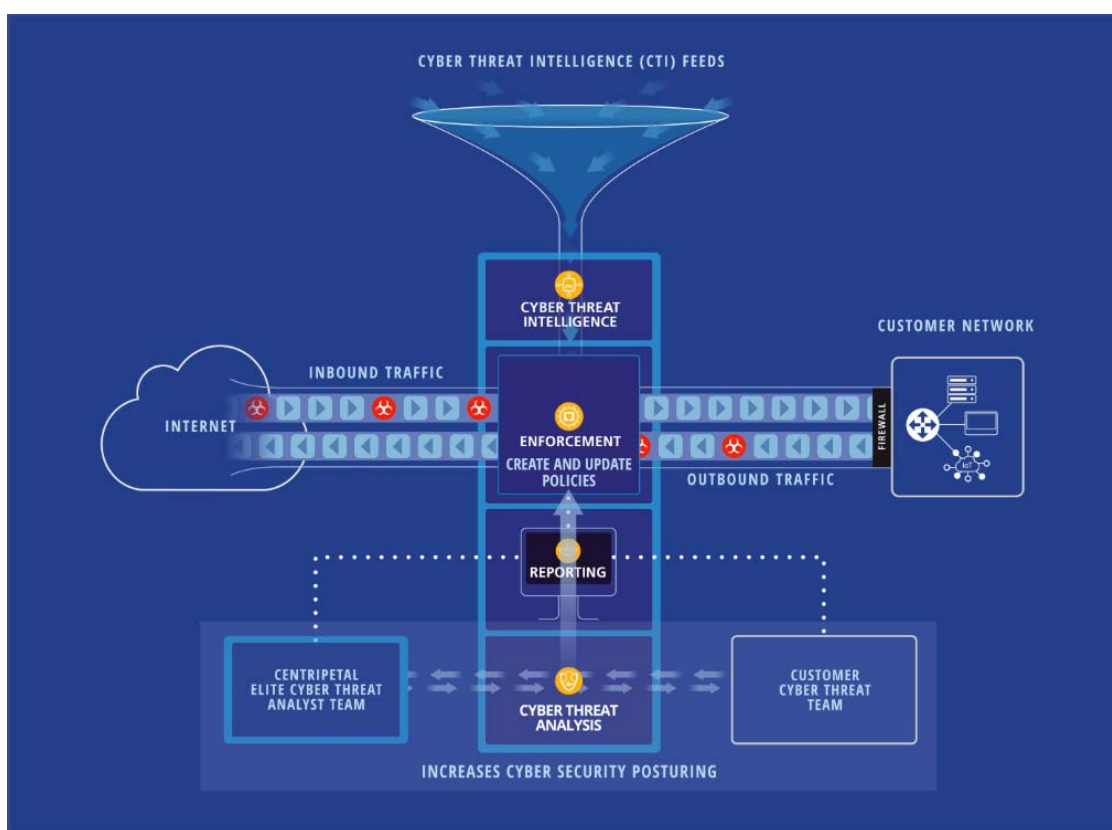 CYBER THREAT INTELLIGENCE (CTI) FEEDS
CYBER THREAT
INTELLIGENCE
CUSTOMER NETWORK
INBOUND TRAFFIC
INTERNET
FIREWALL
IoT
ENFORCEMENT
CREATE AND UPDATE
POLICIES
OUTBOUND TRAFFIC
REPORTING
CENTRIPETAL
ELITE CYBER THREAT
ANALYST TEAM
CYBER THREAT
ANALYSIS
CUSTOMER
CYBER THREAT
TEAM
INCREASES CYBER SECURITY POSTURING